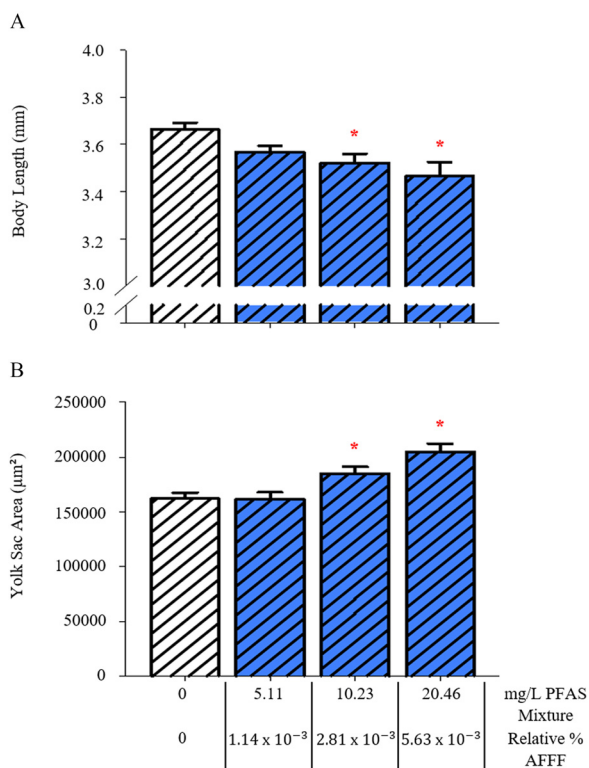 A
Body Length (mm)
4.0
3.8
3.6
3.4
3.2
3.0
0.2
0
*
*
B
Yolk Sac Area (µm²)
250000
200000
150000
100000
50000
0
*
*
0 5.11 10.23 20.46 mg/L PFAS
Mixture
0 1.14 x 10⁻³ 2.81 x 10⁻³ 5.63 x 10⁻³ Relative %
AFFF